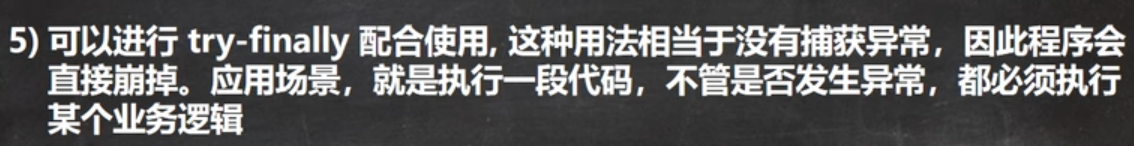 5) 可以进行 try-finally 配合使用, 这种用法相当于没有捕获异常，因此程序会
直接崩掉。应用场景，就是执行一段代码，不管是否发生异常，都必须执行
某个业务逻辑